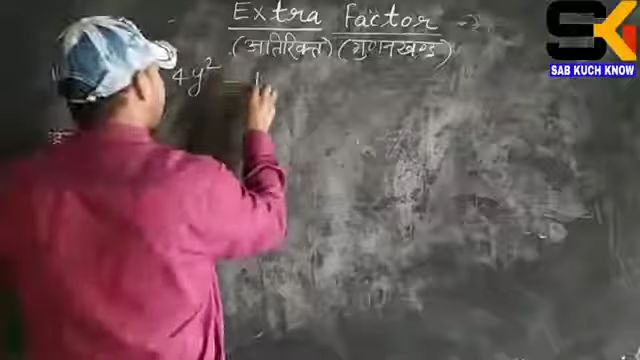 Extra Factor
(अतिरिक्त) (गुणनखण्ड)
4y² -
SK
SAB KUCH KNOW